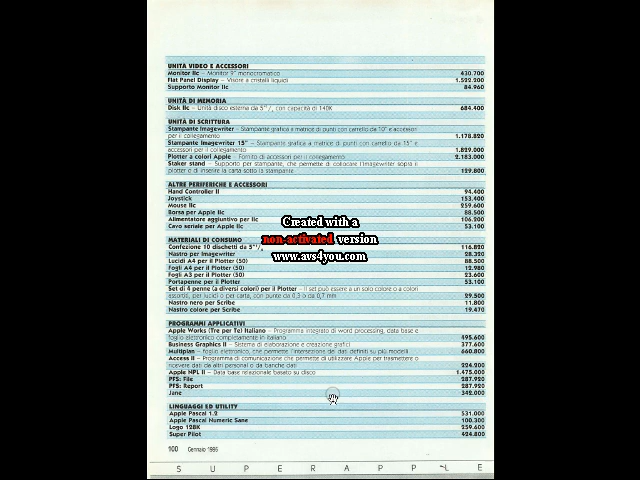 UNITÀ VIDEO E ACCESSORI
Monitor IIc – Monitor 9" monocromatico 430.700
Flat Panel Display – Visore a cristalli liquidi 1.522.200
Supporto Monitor IIc 84.960
UNITÀ DI MEMORIA
Disk IIc – Unità disco esterna da 5"1/4 con capacità di 140K 684.400
UNITÀ DI SCRITTURA
Stampante Imagewriter – Stampante grafica a matrice di punti con carrello da 10" e accessori
per il collegamento 1.178.820
Stampante Imagewriter 15" – Stampante grafica a matrice di punti con carrello da 15" e
accessori per il collegamento 1.829.000
Plotter a colori Apple – Fornito di accessori per il collegamento 2.183.000
Staker stand – Supporto per stampante, che permette di collocare l'Imagewriter sopra il
plotter e di inserire la carta sotto la stampante 129.800
ALTRE PERIFERICHE E ACCESSORI
Hand Controller II 94.400
Joystick 153.400
Mouse IIc 259.600
Borsa per Apple IIc 88.500
Alimentatore aggiuntivo per IIc 106.200
Cavo seriale per Apple IIc 53.100
Created with a
non-activated version
www.avs4you.com
MATERIALI DI CONSUMO
Confezione 10 dischetti da 5"1/4 116.820
Nastro per Imagewriter 28.320
Lucidi A4 per il Plotter (50) 88.500
Fogli A4 per il Plotter (50) 12.980
Fogli A3 per il Plotter (50) 23.600
Portapenne per il Plotter 53.100
Set di 4 penne (a diversi colori) per il Plotter – Il set può essere a un solo colore o a colori
assortiti, per lucidi o per carta, con punte da 0,3 o da 0,7 mm 29.500
Nastro nero per Scribe 11.800
Nastro colore per Scribe 19.470
PROGRAMMI APPLICATIVI
Apple Works (Tre per Te) Italiano – Programma integrato di word processing, data base e
foglio elettronico completamente in italiano 495.600
Business Graphics II – Sistema di elaborazione e creazione grafici 377.600
Multiplan – foglio elettronico, che permette l'intersezione dei dati definiti su più modelli 660.800
Access II – Programma di comunicazione che permette di utilizzare Apple per trasmettere o
ricevere dati da altri personal o da banche dati 224.200
Apple NPL II – Data base relazionale basato su disco 1.475.000
PFS: File 287.920
PFS: Report 287.920
Jane 342.000
LINGUAGGI ED UTILITY
Apple Pascal 1.2 531.000
Apple Pascal Numeric Sane 100.300
Logo 128K 259.600
Super Pilot 424.800
100 Gennaio 1986
S U P E R A P P L E